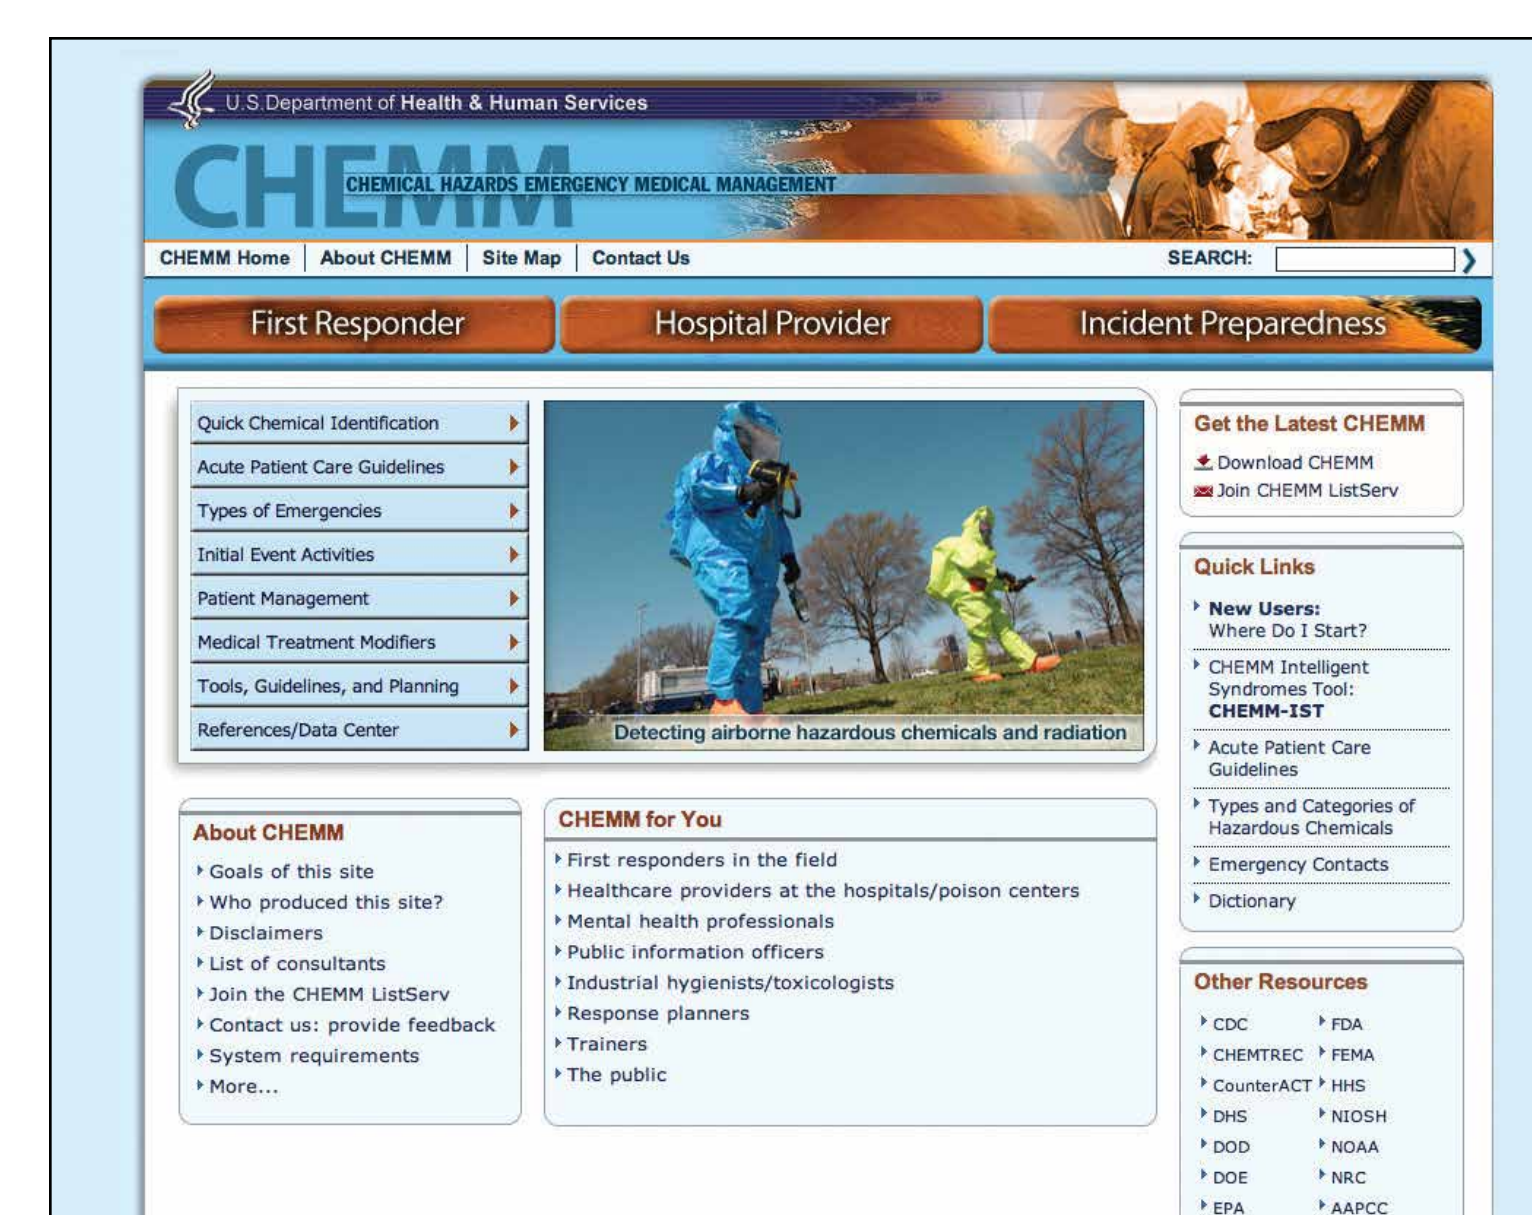 U.S.Department of Health & Human Services
CHEMM
CHEMICAL HAZARDS EMERGENCY MEDICAL MANAGEMENT
CHEMM Home
About CHEMM
Site Map
Contact Us
SEARCH:
First Responder
Hospital Provider
Incident Preparedness
Quick Chemical Identification
Acute Patient Care Guidelines
Types of Emergencies
Initial Event Activities
Patient Management
Medical Treatment Modifiers
Tools, Guidelines, and Planning
References/Data Center
Detecting airborne hazardous chemicals and radiation
Get the Latest CHEMM
Download CHEMM
Join CHEMM ListServ
Quick Links
New Users:
Where Do I Start?
CHEMM Intelligent
Syndromes Tool:
CHEMM-IST
Acute Patient Care
Guidelines
Types and Categories of
Hazardous Chemicals
Emergency Contacts
Dictionary
About CHEMM
Goals of this site
Who produced this site?
Disclaimers
List of consultants
Join the CHEMM ListServ
Contact us: provide feedback
System requirements
More...
CHEMM for You
First responders in the field
Healthcare providers at the hospitals/poison centers
Mental health professionals
Public information officers
Industrial hygienists/toxicologists
Response planners
Trainers
The public
Other Resources
CDC
FDA
CHEMTREC
FEMA
CounterACT
HHS
DHS
NIOSH
DOD
NOAA
DOE
NRC
EPA
AAPCC